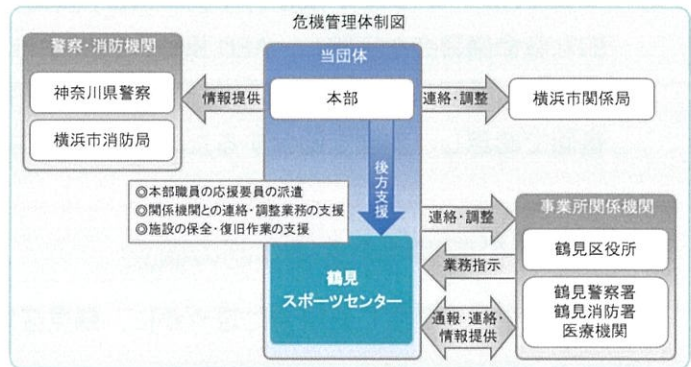 危機管理体制図
警察・消防機関
神奈川県警察
横浜市消防局
情報提供
当団体
本部
連絡・調整
横浜市関係局
後方支援
◎本部職員の応援要員の派遣
◎関係機関との連絡・調整業務の支援
◎施設の保全・復旧作業の支援
鶴見
スポーツセンター
連絡・調整
業務指示
通報・連絡・
情報提供
事業所関係機関
鶴見区役所
鶴見警察署
鶴見消防署
医療機関